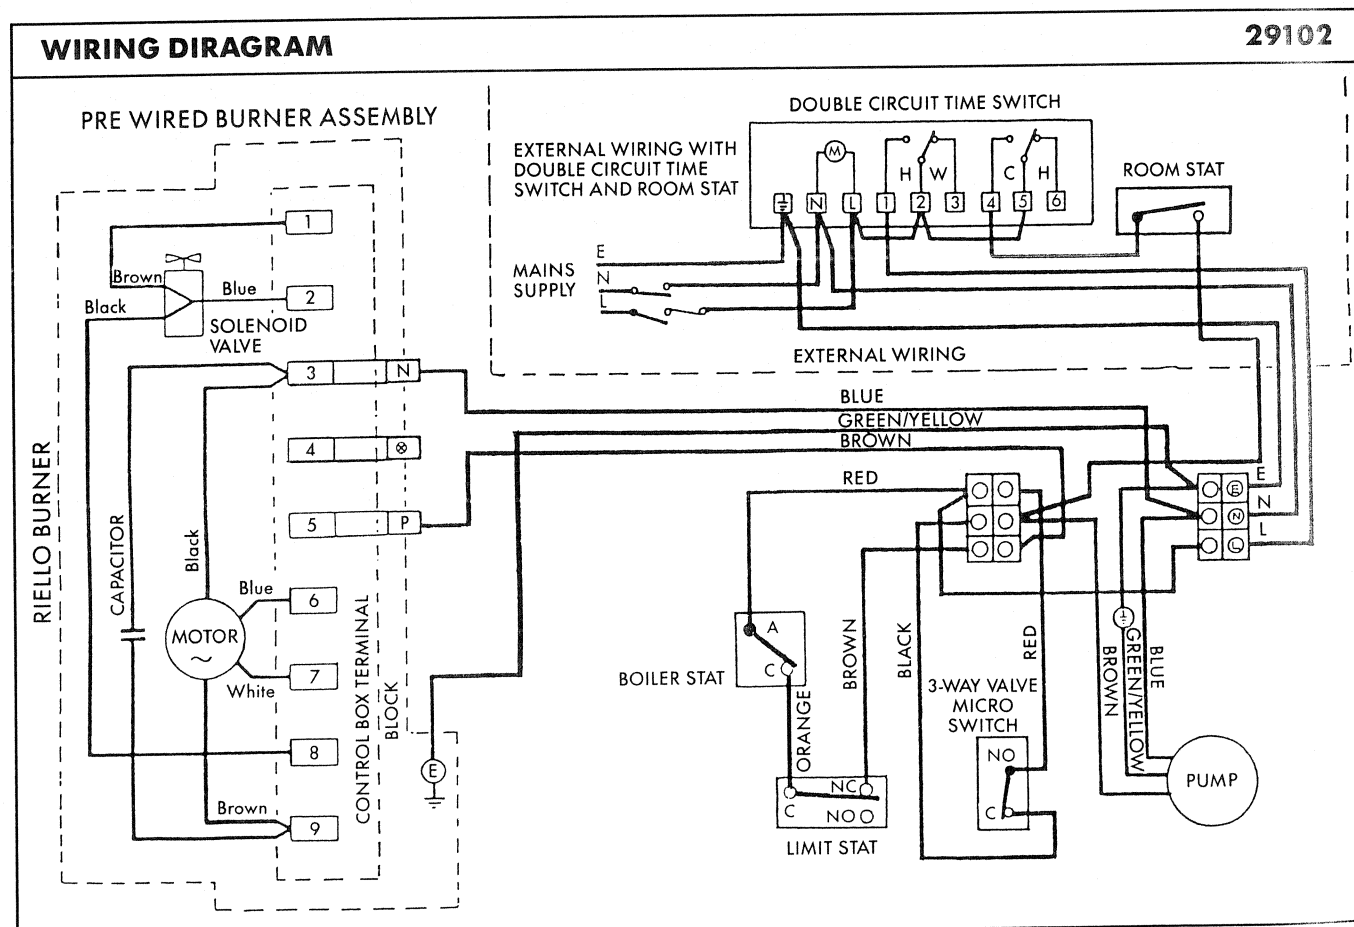 WIRING DIRAGRAM
29102
PRE WIRED BURNER ASSEMBLY
DOUBLE CIRCUIT TIME SWITCH
EXTERNAL WIRING WITH
DOUBLE CIRCUIT TIME
SWITCH AND ROOM STAT
M
H W
C H
N L 1 2 3 4 5 6
ROOM STAT
MAINS
SUPPLY
E
N
L
EXTERNAL WIRING
1
Brown
Blue
2
Black
SOLENOID
VALVE
3 N
4
5 P
RIELLO BURNER
CAPACITOR
Black
Blue
6
MOTOR
White
7
8
Brown
9
CONTROL BOX TERMINAL
BLOCK
E
BLUE
GREEN/YELLOW
BROWN
RED
E
N
L
E
N
L
A
C
BOILER STAT
ORANGE
BROWN
BLACK
RED
C
NC
NO
LIMIT STAT
3-WAY VALVE
MICRO
SWITCH
NO
C
BROWN
GREEN/YELLOW
BLUE
PUMP